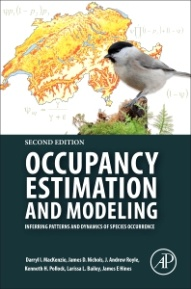 SECOND EDITION
OCCUPANCY
ESTIMATION
AND MODELING
INFERRING PATTERNS AND DYNAMICS OF SPECIES OCCURRENCE
Darryl I. MacKenzie, James D. Nichols, J. Andrew Royle,
Kenneth H. Pollock, Larissa L. Bailey, James E Hines